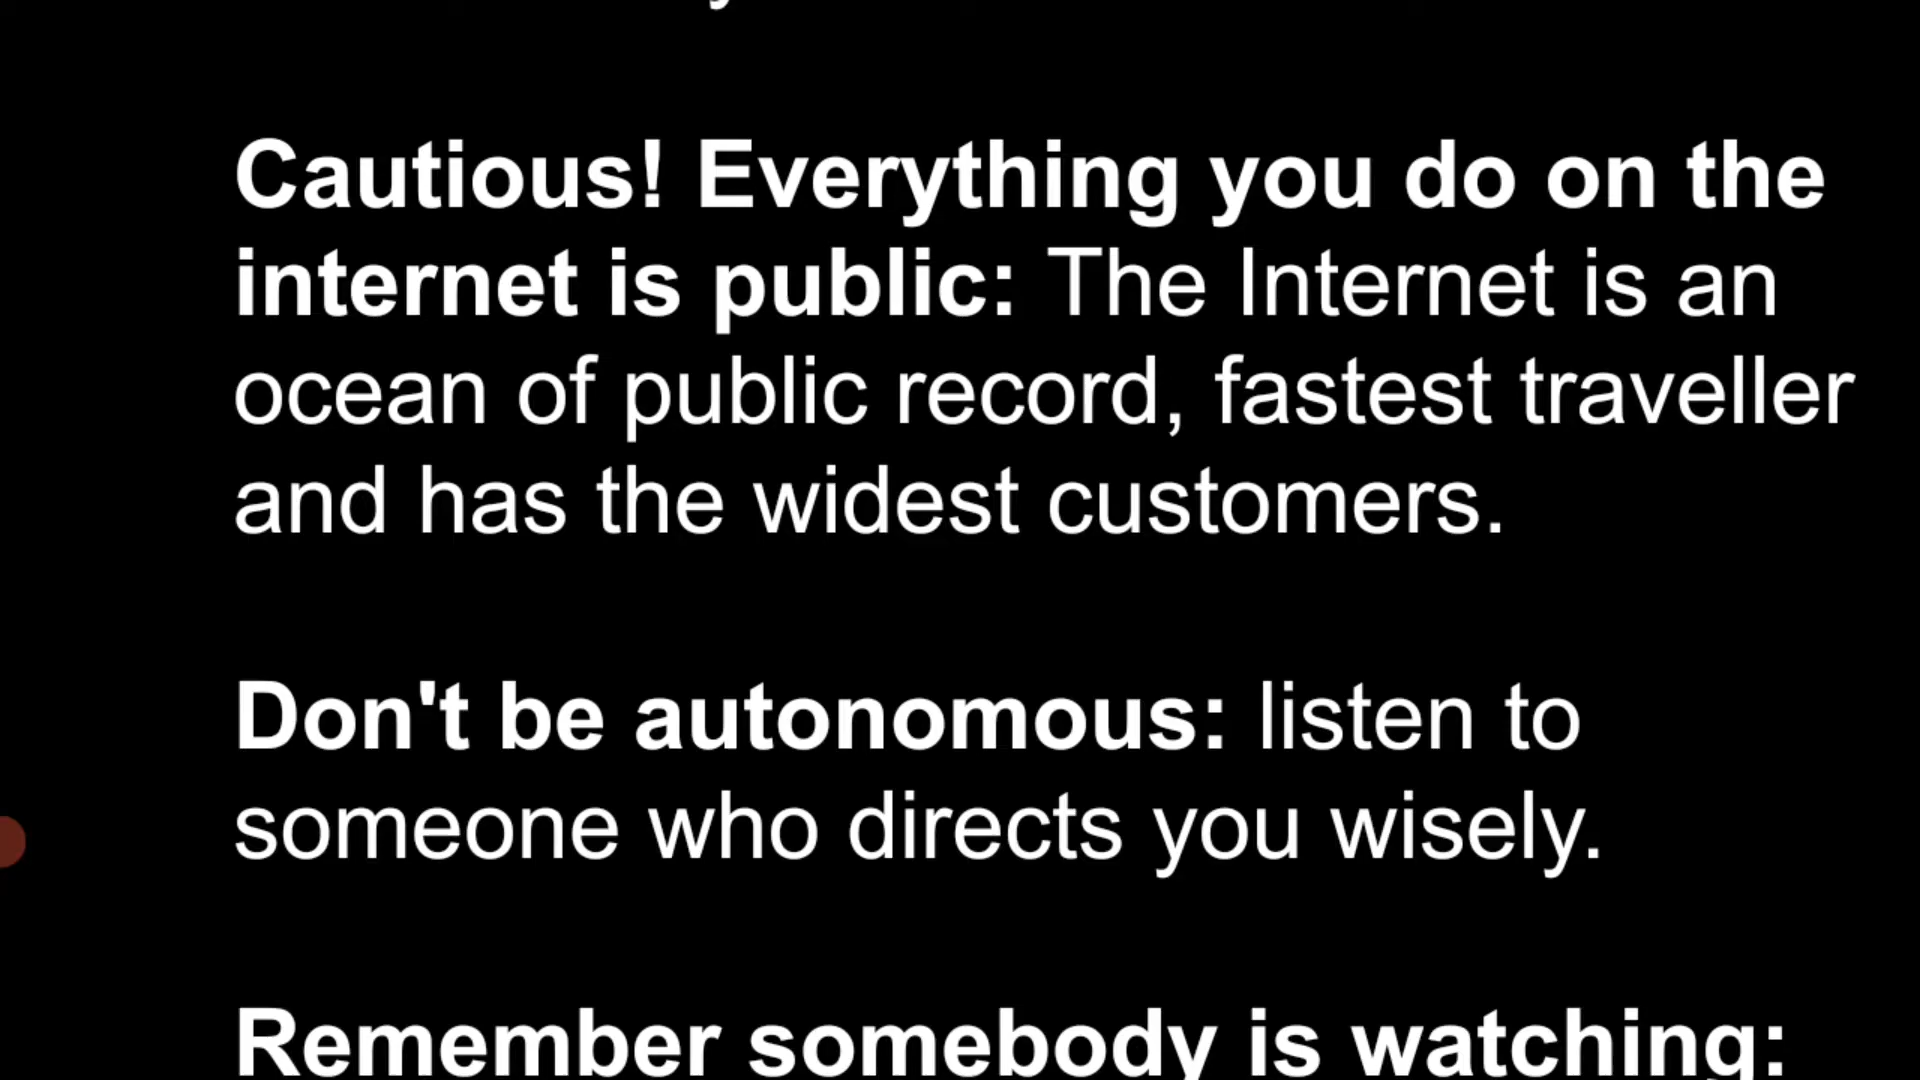 Cautious! Everything you do on the
internet is public: The Internet is an
ocean of public record, fastest traveller
and has the widest customers.
Don't be autonomous: listen to
someone who directs you wisely.
Remember somebody is watching: